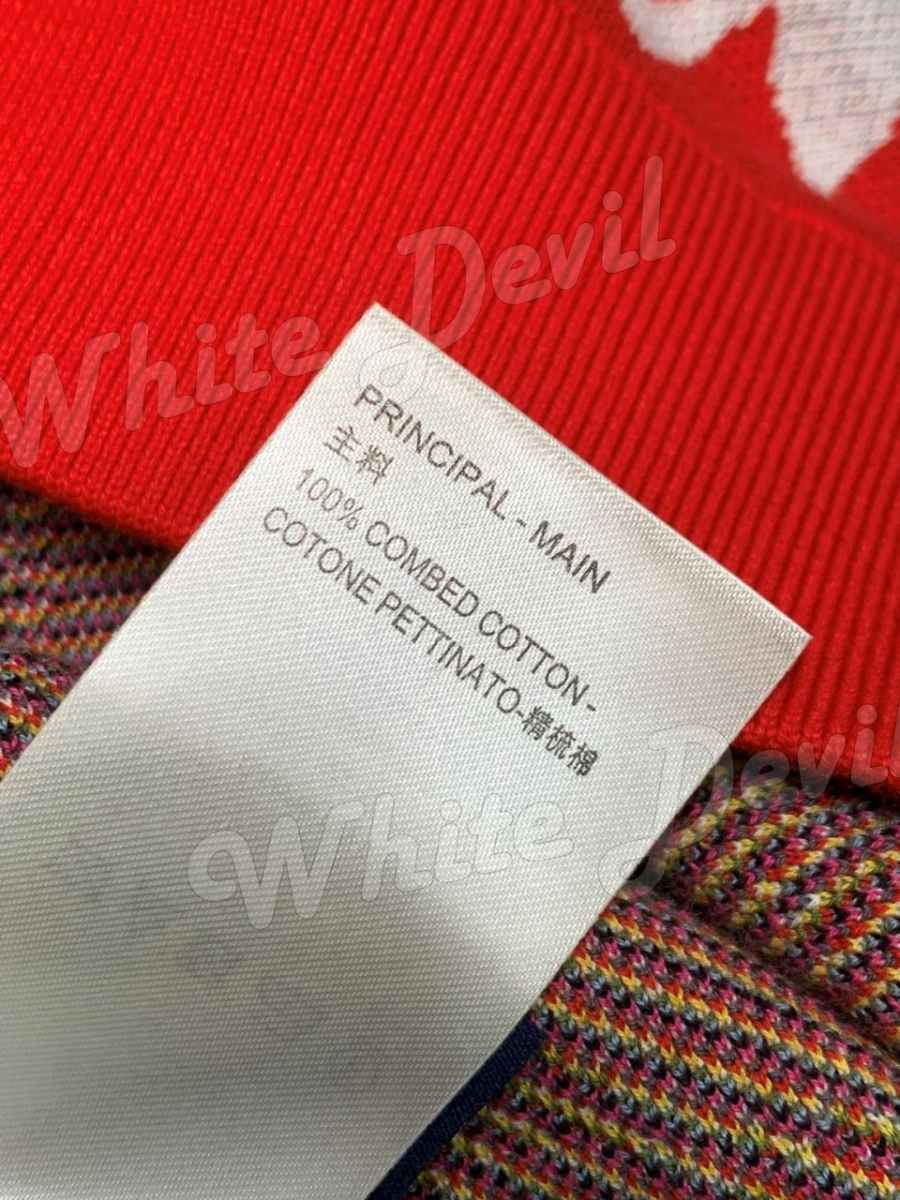 White Devil
PRINCIPAL - MAIN
主料
100% COMBED COTTON -
COTONE PETTINATO-精梳棉
White Devil